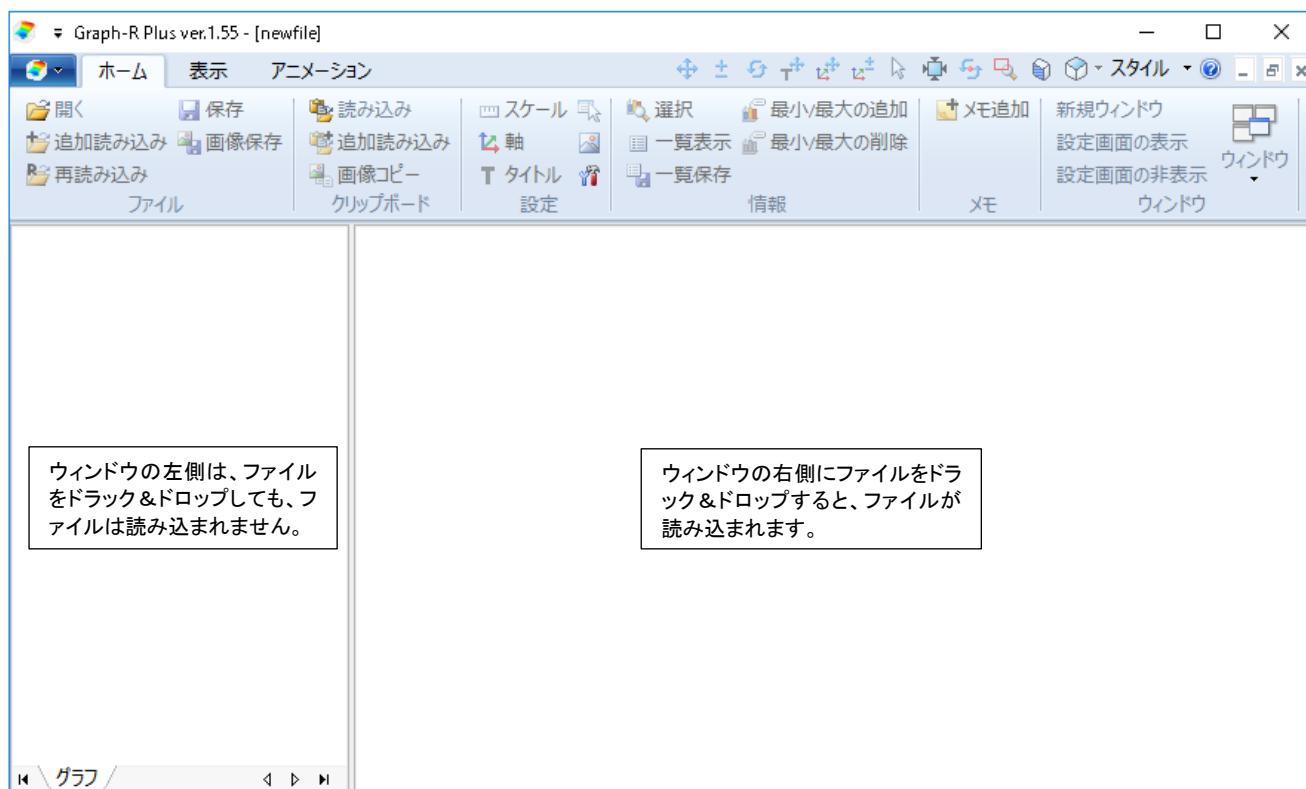 Graph-R Plus ver.1.55 - [newfile]
ホーム 表示 アニメーション スタイル
開く 保存 読み込み スケール 選択 最小/最大の追加 メモ追加 新規ウィンドウ
追加読み込み 画像保存 追加読み込み 軸 一覧表示 最小/最大の削除 設定画面の表示
再読み込み 画像コピー T タイトル 一覧保存 設定画面の非表示 ウィンドウ
ファイル クリップボード 設定 情報 メモ ウィンドウ
ウィンドウの左側は、ファイル
をドラック&ドロップしても、フ
ァイルは読み込まれません。
ウィンドウの右側にファイルをドラ
ック&ドロップすると、ファイルが
読み込まれます。
グラフ